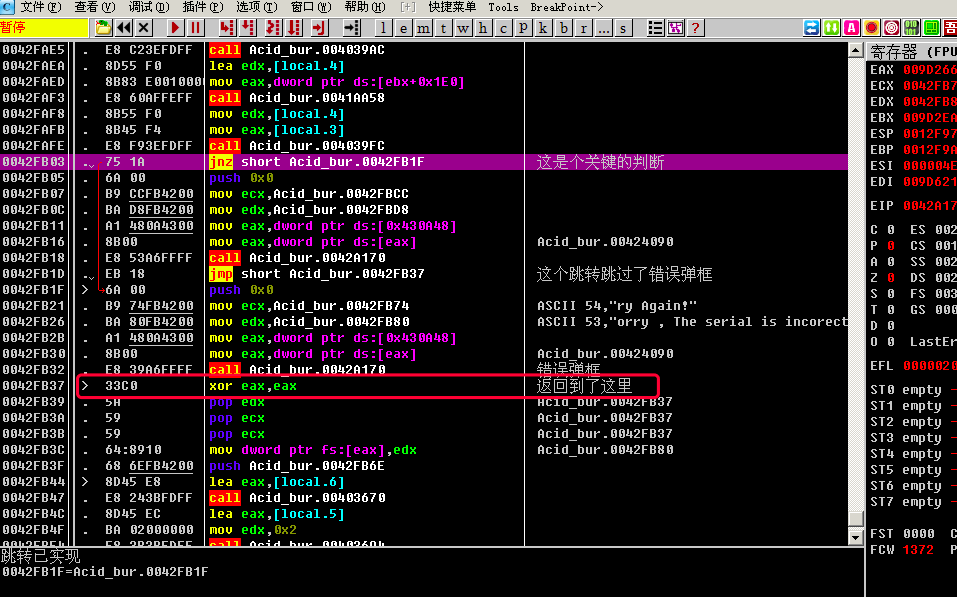 文件(F) 查看(V) 调试(D) 插件(P) 选项(T) 窗口(W) 帮助(H) [+] 快捷菜单 Tools BreakPoint->
暂停 l e m t w h c P k b r ... s ?
0042FAE5 . E8 C23EFDFF call Acid_bur.004039AC
0042FAEA . 8D55 F0 lea edx,[local.4]
0042FAED . 8B83 E0010000 mov eax,dword ptr ds:[ebx+0x1E0]
0042FAF3 . E8 60AFFEFF call Acid_bur.0041AA58
0042FAF8 . 8B55 F0 mov edx,[local.4]
0042FAFB . 8B45 F4 mov eax,[local.3]
0042FAFE . E8 F93EFDFF call Acid_bur.004039FC
0042FB03 . 75 1A jnz short Acid_bur.0042FB1F 这是个关键的判断
0042FB05 . 6A 00 push 0x0
0042FB07 . B9 CCFB4200 mov ecx,Acid_bur.0042FBCC
0042FB0C . BA D8FB4200 mov edx,Acid_bur.0042FBD8
0042FB11 . A1 480A4300 mov eax,dword ptr ds:[0x430A48]
0042FB16 . 8B00 mov eax,dword ptr ds:[eax] Acid_bur.00424090
0042FB18 . E8 53A6FFFF call Acid_bur.0042A170
0042FB1D . EB 18 jmp short Acid_bur.0042FB37 这个跳转跳过了错误弹框
0042FB1F > 6A 00 push 0x0
0042FB21 . B9 74FB4200 mov ecx,Acid_bur.0042FB74 ASCII 54,"ry Again!"
0042FB26 . BA 80FB4200 mov edx,Acid_bur.0042FB80 ASCII 53,"orry , The serial is incorect
0042FB2B . A1 480A4300 mov eax,dword ptr ds:[0x430A48]
0042FB30 . 8B00 mov eax,dword ptr ds:[eax] Acid_bur.00424090
0042FB32 . E8 39A6FFFF call Acid_bur.0042A170 错误弹框
0042FB37 > 33C0 xor eax,eax 返回到了这里
0042FB39 . 5A pop edx Acid_bur.0042FB37
0042FB3A . 59 pop ecx Acid_bur.0042FB37
0042FB3B . 59 pop ecx Acid_bur.0042FB37
0042FB3C . 64:8910 mov dword ptr fs:[eax],edx Acid_bur.0042FB80
0042FB3F . 68 6EFB4200 push Acid_bur.0042FB6E
0042FB44 > 8D45 E8 lea eax,[local.6]
0042FB47 . E8 243BFDFF call Acid_bur.00403670
0042FB4C . 8D45 EC lea eax,[local.5]
0042FB4F . BA 02000000 mov edx,0x2
跳转已实现
0042FB1F=Acid_bur.0042FB1F
寄存器 (FPU
EAX 009D266
ECX 0042FB7
EDX 0042FB8
EBX 009D2EA
ESP 0012F97
EBP 0012F9A
ESI 000004E
EDI 009D621
EIP 0042A17
C 0 ES 002
P 0 CS 001
A 0 SS 002
Z 0 DS 002
S 0 FS 003
T 0 GS 000
D 0
O 0 LastEr
EFL 0000020
ST0 empty -
ST1 empty -
ST2 empty -
ST3 empty -
ST4 empty -
ST5 empty -
ST6 empty -
ST7 empty -
FST 0000 C
FCW 1372 P